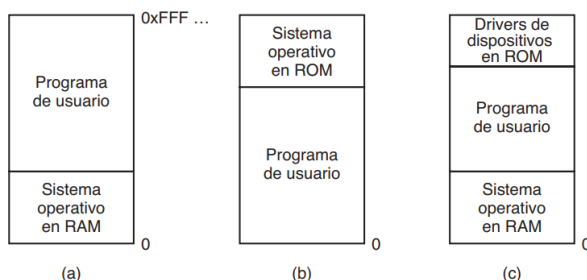 0xFFF ...
Programa
de usuario
Sistema
operativo
en RAM
0
(a)
Sistema
operativo
en ROM
Programa
de usuario
0
(b)
Drivers de
dispositivos
en ROM
Programa
de usuario
Sistema
operativo
en RAM
0
(c)